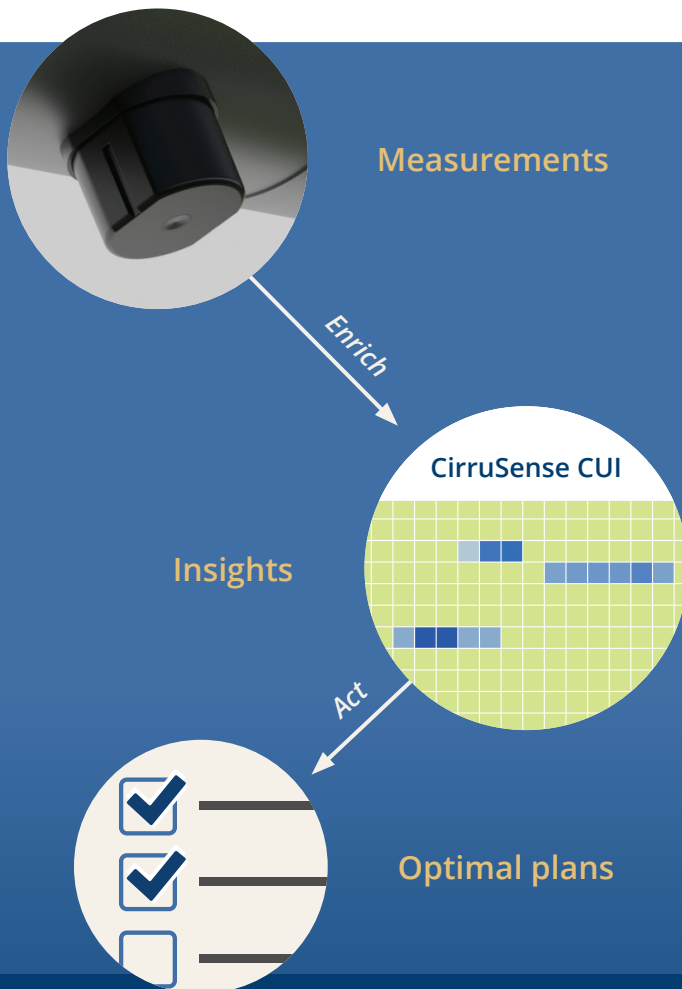 Measurements
Enrich
CirruSense CUI
Insights
Act
Optimal plans